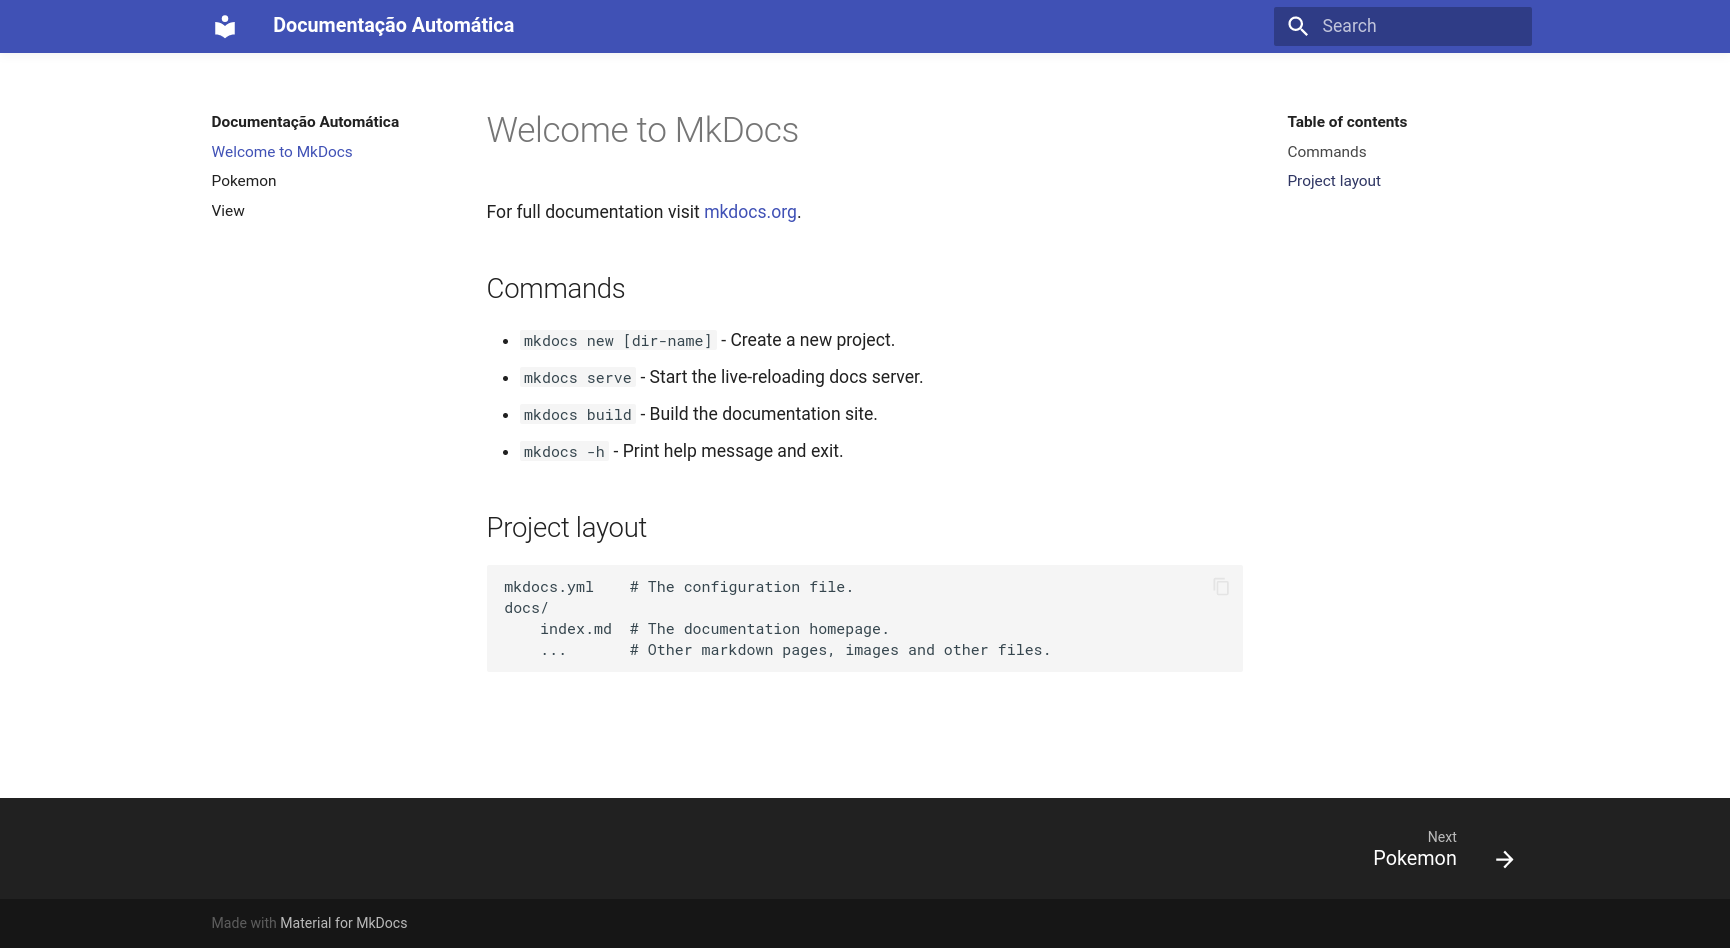 Documentação Automática
Search
Documentação Automática
Welcome to MkDocs
Pokemon
View
Welcome to MkDocs
For full documentation visit mkdocs.org.
Commands
mkdocs new [dir-name] - Create a new project.
mkdocs serve - Start the live-reloading docs server.
mkdocs build - Build the documentation site.
mkdocs -h - Print help message and exit.
Project layout
mkdocs.yml    # The configuration file.
docs/
    index.md  # The documentation homepage.
    ...       # Other markdown pages, images and other files.
Table of contents
Commands
Project layout
Next
Pokemon
Made with Material for MkDocs